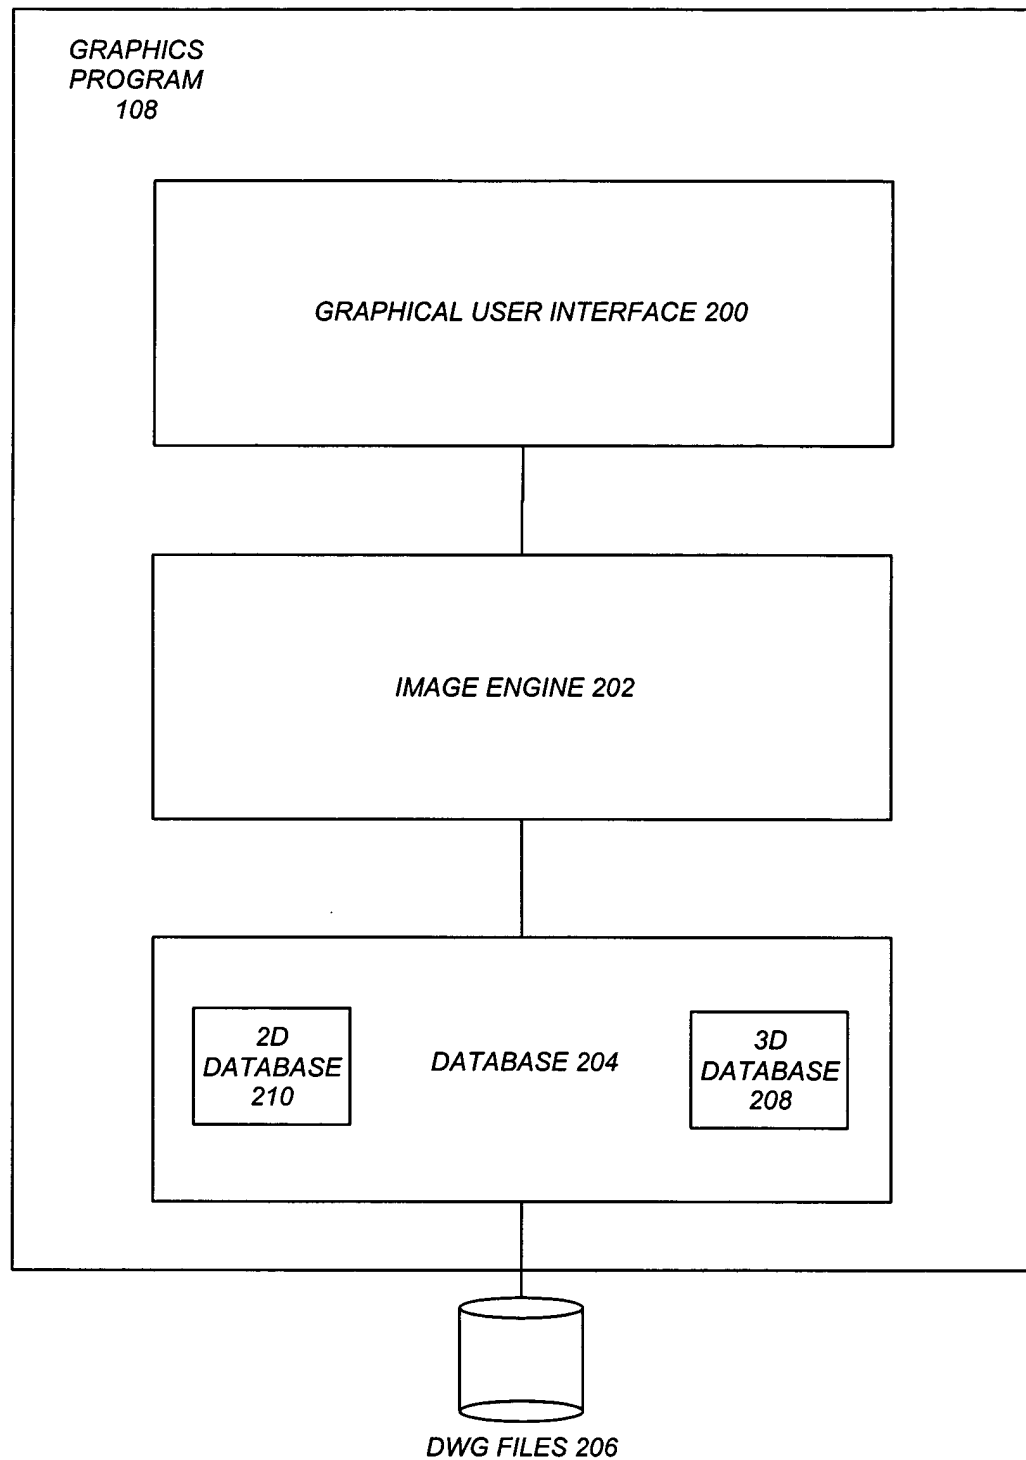 GRAPHICS
PROGRAM
108
GRAPHICAL USER INTERFACE 200
IMAGE ENGINE 202
2D
DATABASE
210
DATABASE 204
3D
DATABASE
208
DWG FILES 206